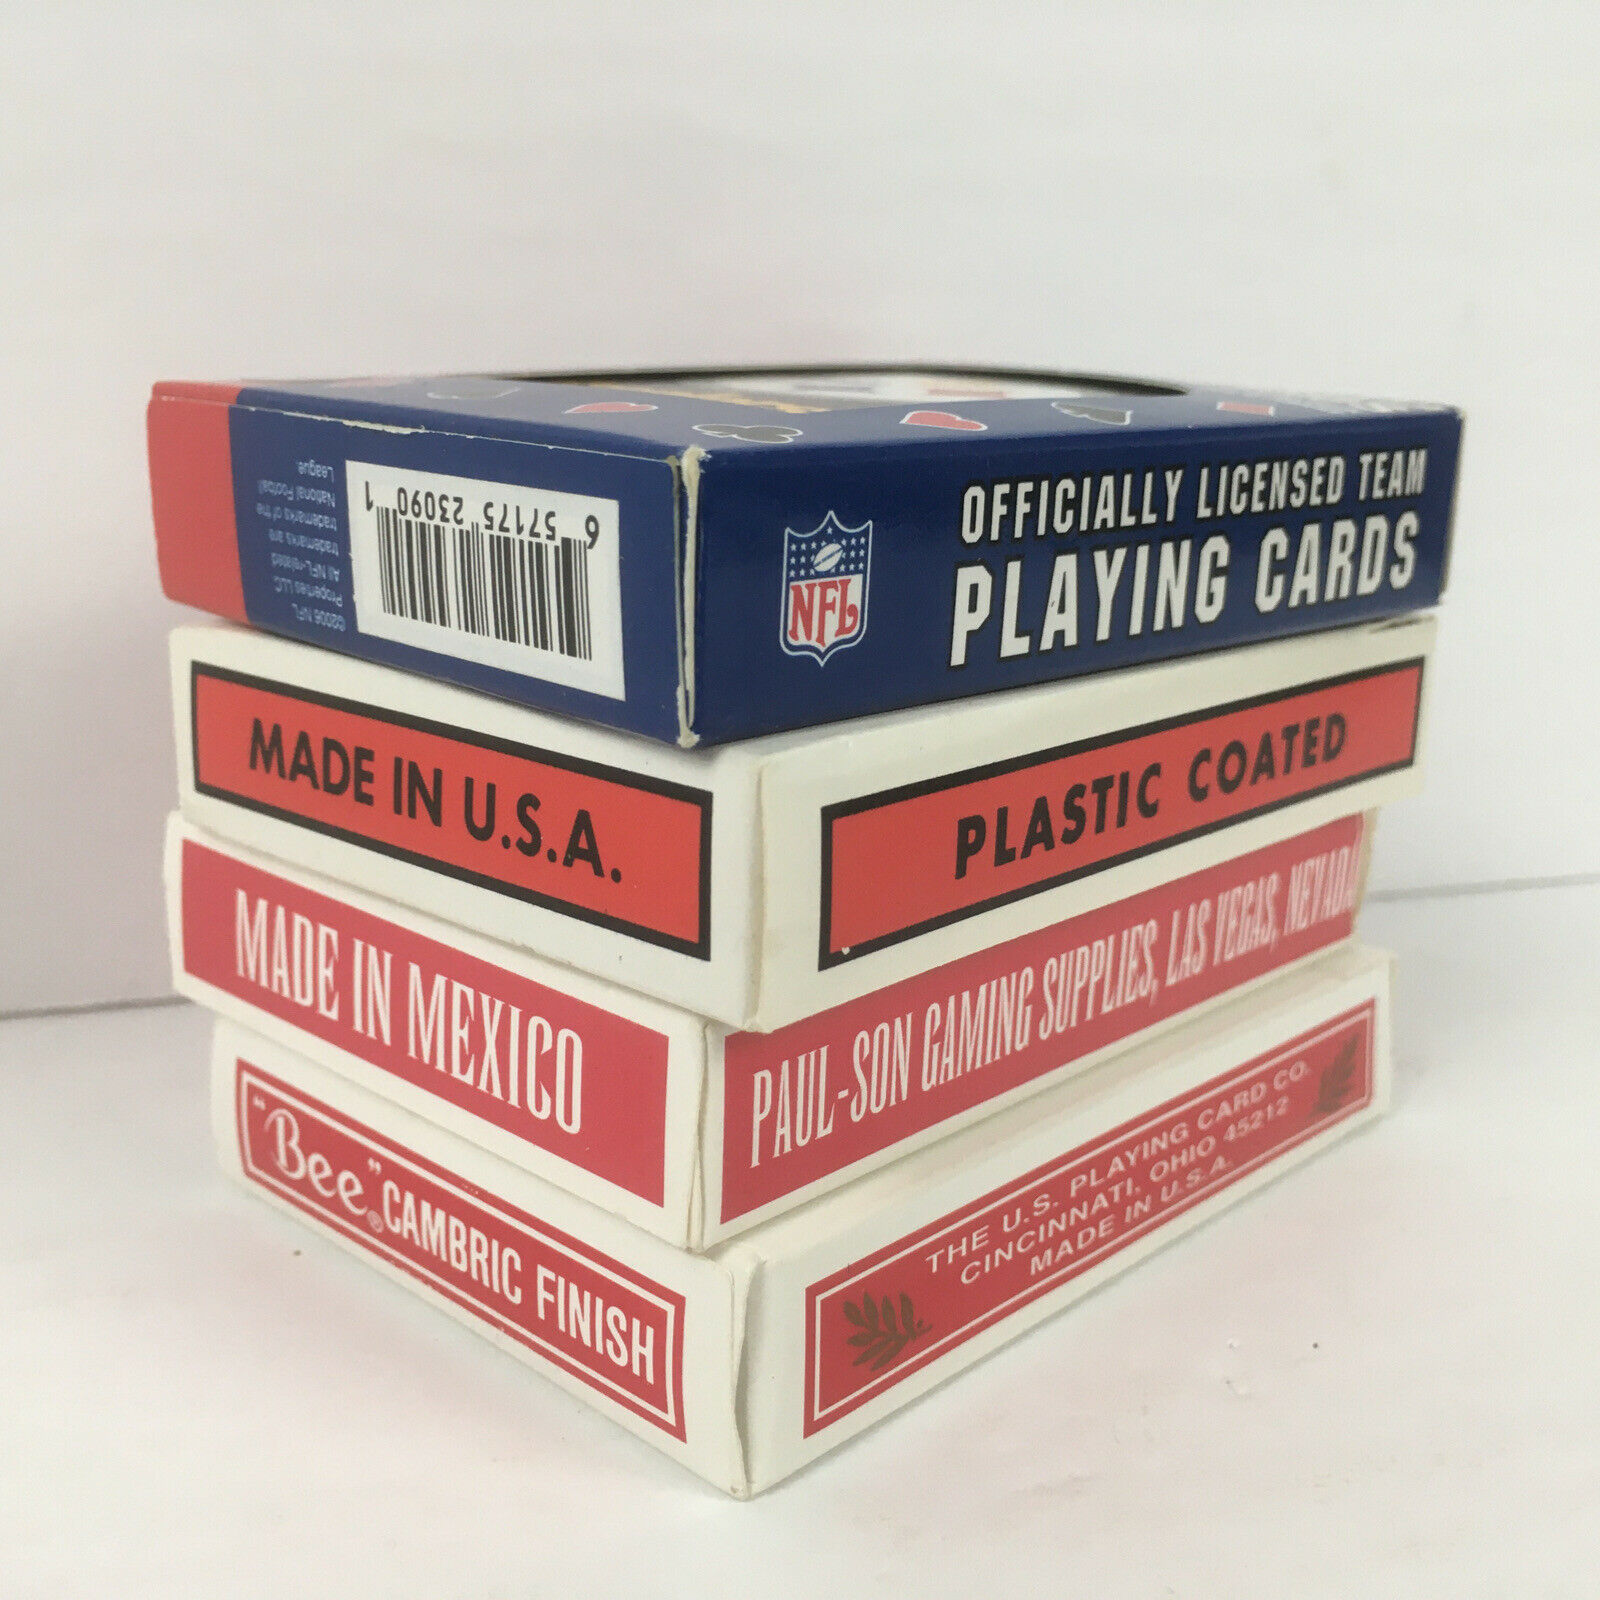 OFFICIALLY LICENSED TEAM
PLAYING CARDS
NFL
6 57175 23090 1
©2006 NFL
Properties LLC.
All NFL-related
trademarks are
trademarks of the
National Football
League.
MADE IN U.S.A.
PLASTIC COATED
MADE IN MEXICO
PAUL-SON GAMING SUPPLIES, LAS VEGAS, NEVADA
"Bee"® CAMBRIC FINISH
THE U.S. PLAYING CARD CO.
CINCINNATI, OHIO 45212
MADE IN U.S.A.